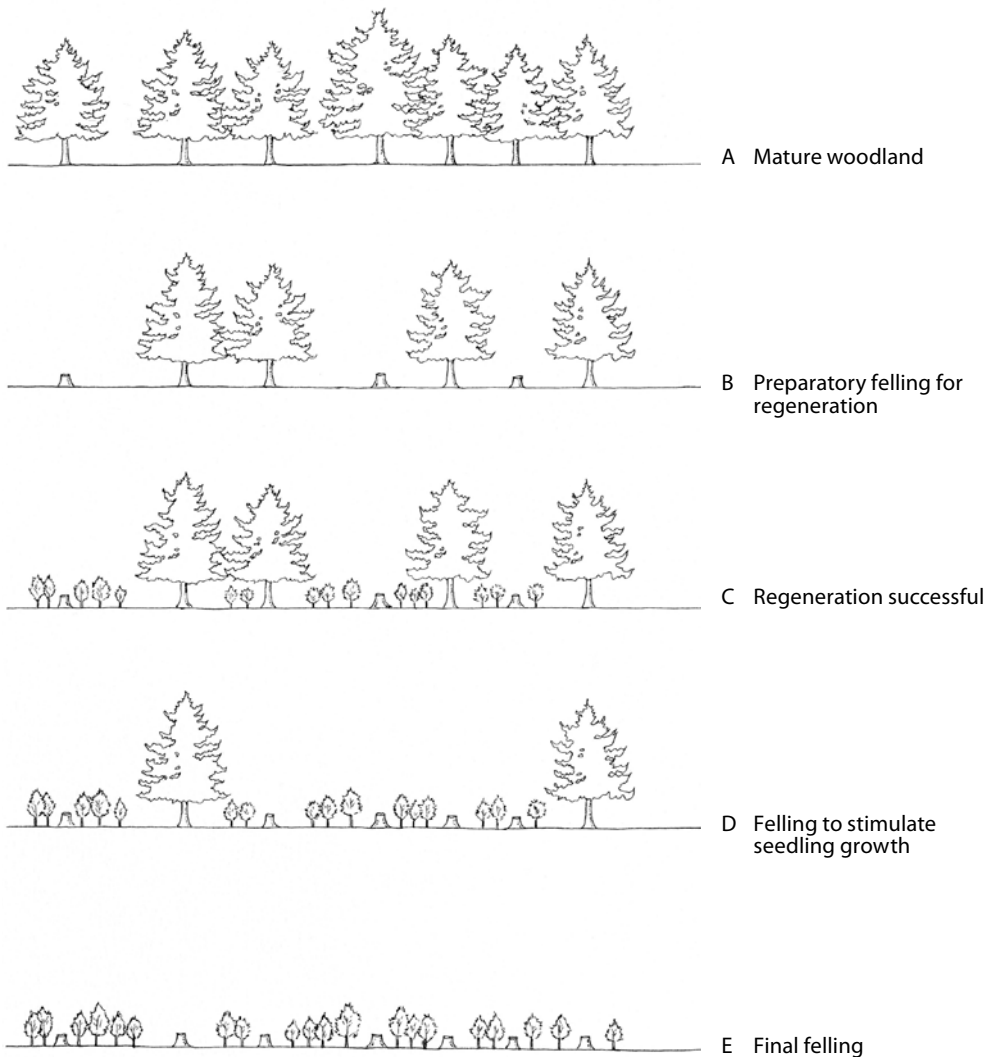 A Mature woodland
B Preparatory felling for
regeneration
C Regeneration successful
D Felling to stimulate
seedling growth
E Final felling